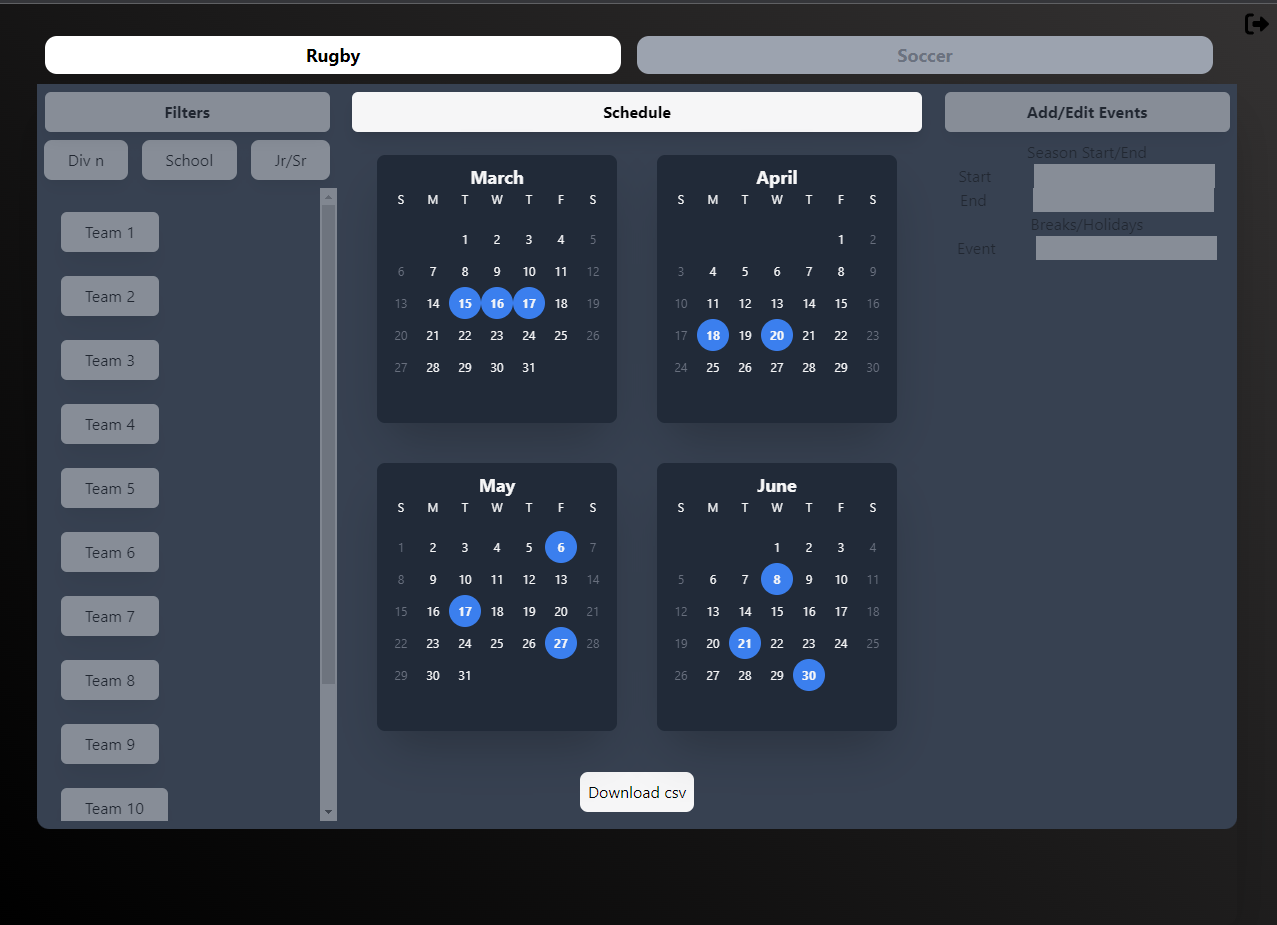 Rugby Soccer
Filters
Div n School Jr/Sr
Team 1
Team 2
Team 3
Team 4
Team 5
Team 6
Team 7
Team 8
Team 9
Team 10
Schedule
March
S M T W T F S
1 2 3 4 5
6 7 8 9 10 11 12
13 14 15 16 17 18 19
20 21 22 23 24 25 26
27 28 29 30 31
April
S M T W T F S
1 2
3 4 5 6 7 8 9
10 11 12 13 14 15 16
17 18 19 20 21 22 23
24 25 26 27 28 29 30
May
S M T W T F S
1 2 3 4 5 6 7
8 9 10 11 12 13 14
15 16 17 18 19 20 21
22 23 24 25 26 27 28
29 30 31
June
S M T W T F S
1 2 3 4
5 6 7 8 9 10 11
12 13 14 15 16 17 18
19 20 21 22 23 24 25
26 27 28 29 30
Download csv
Add/Edit Events
Season Start/End
Start
End
Breaks/Holidays
Event